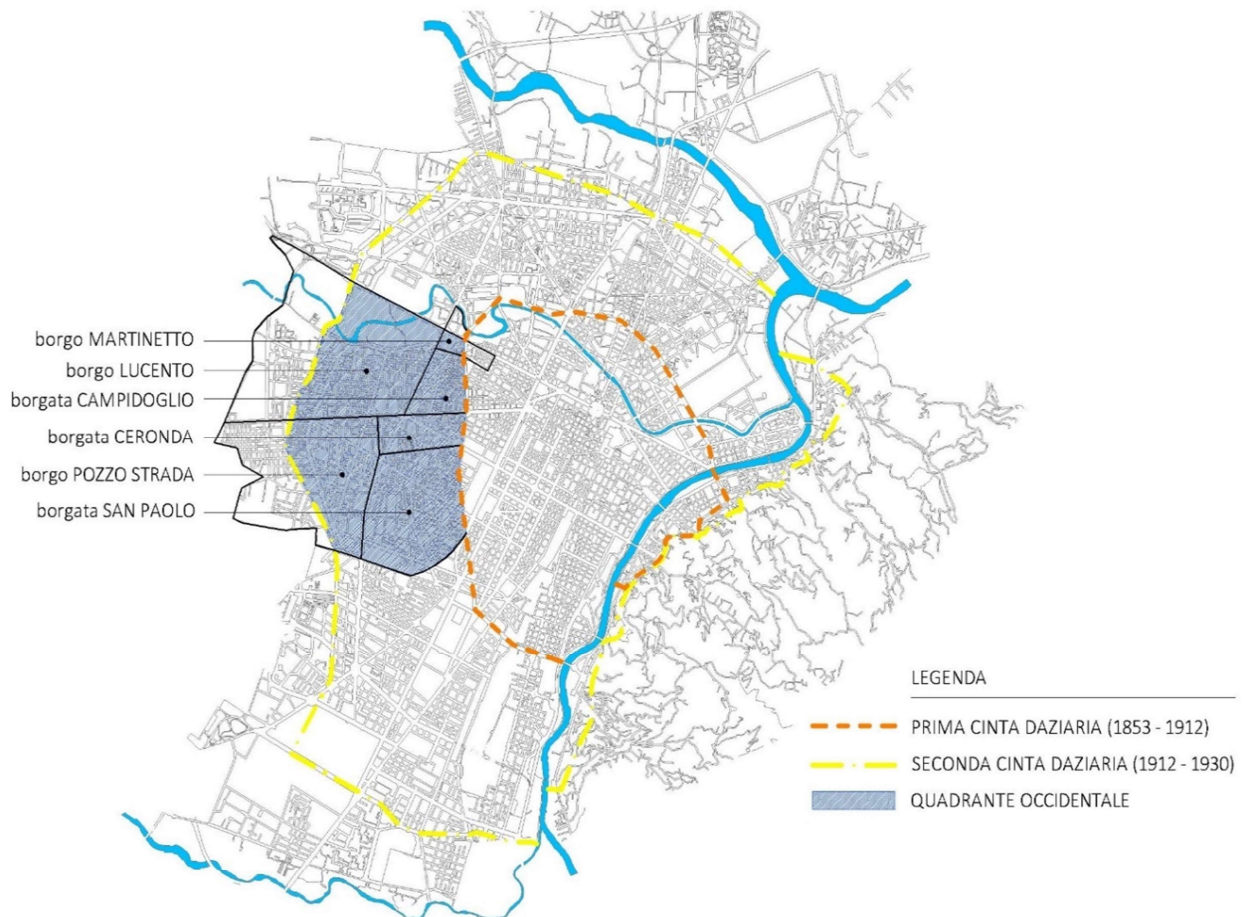 borgo MARTINETTO
borgo LUCENTO
borgata CAMPIDOGLIO
borgata CERONDA
borgo POZZO STRADA
borgata SAN PAOLO
LEGENDA
PRIMA CINTA DAZIARIA (1853 - 1912)
SECONDA CINTA DAZIARIA (1912 - 1930)
QUADRANTE OCCIDENTALE